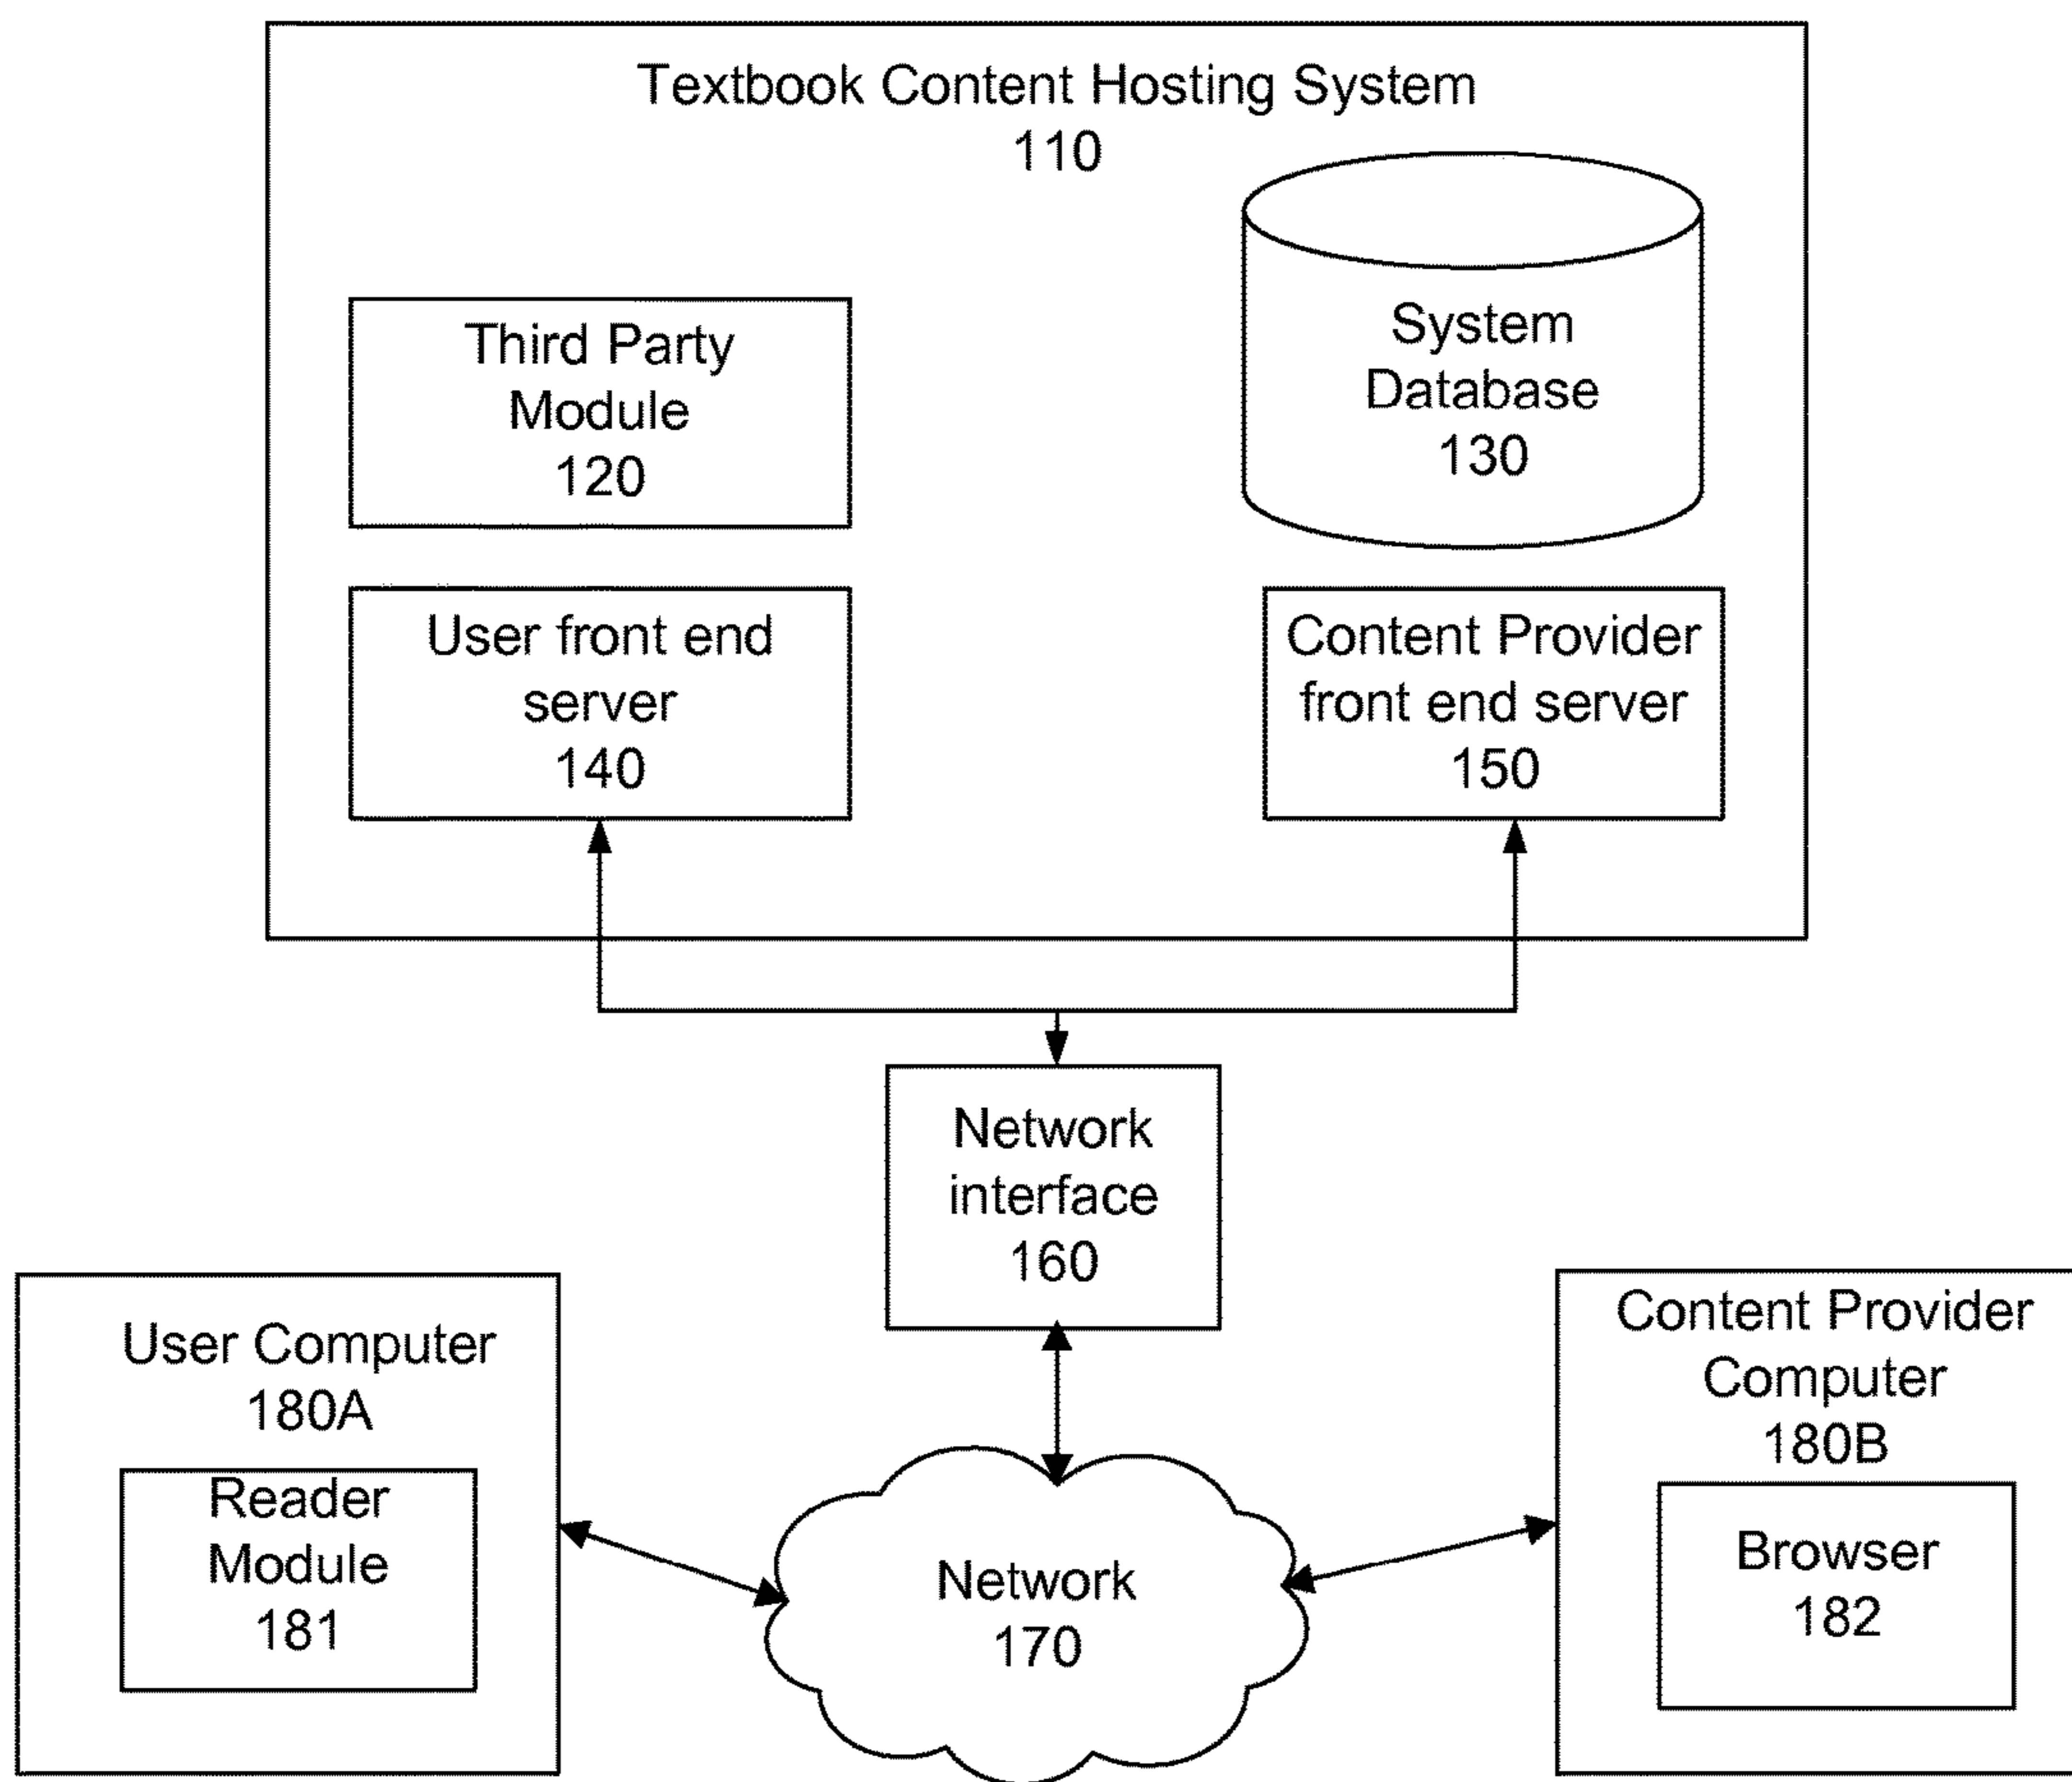 Textbook Content Hosting System
110
Third Party
Module
120
System
Database
130
User front end
server
140
Content Provider
front end server
150
Network
interface
160
User Computer
180A
Reader
Module
181
Network
170
Content Provider
Computer
180B
Browser
182